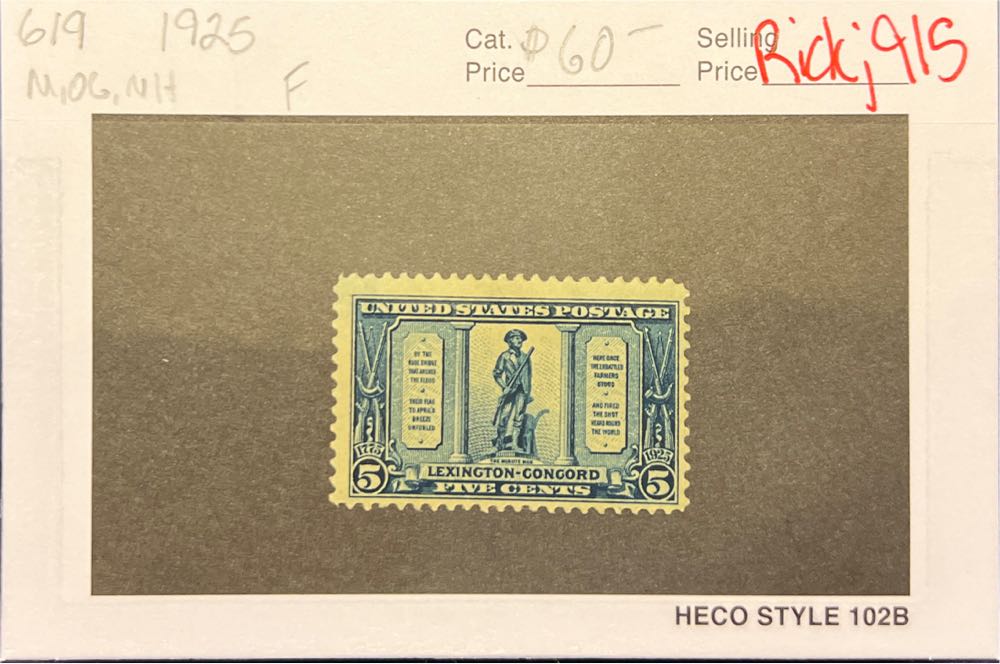 619 1925
M, OG, NH F
Cat. Price $60-
Selling Price Rickj915
UNITED STATES POSTAGE
BY THE
RUDE BRIDGE
THAT ARCHED
THE FLOOD
THEIR FLAG
TO APRIL'S
BREEZE
UNFURLED
HERE ONCE
THE EMBATTLED
FARMERS
STOOD
AND FIRED
THE SHOT
HEARD ROUND
THE WORLD
THE MINUTE MAN
1775 1925
LEXINGTON-CONCORD
5 FIVE CENTS 5
HECO STYLE 102B